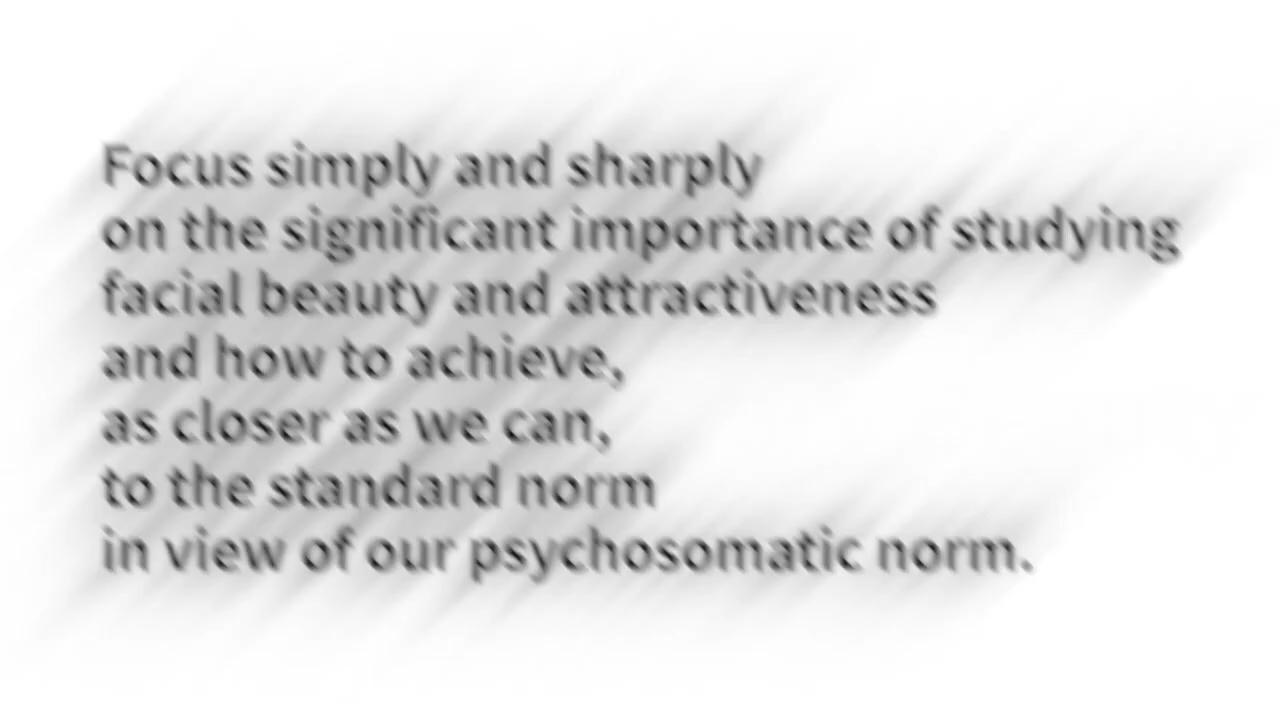 Focus simply and sharply
on the significant importance of studying
facial beauty and attractiveness
and how to achieve,
as closer as we can,
to the standard norm
in view of our psychosomatic norm.